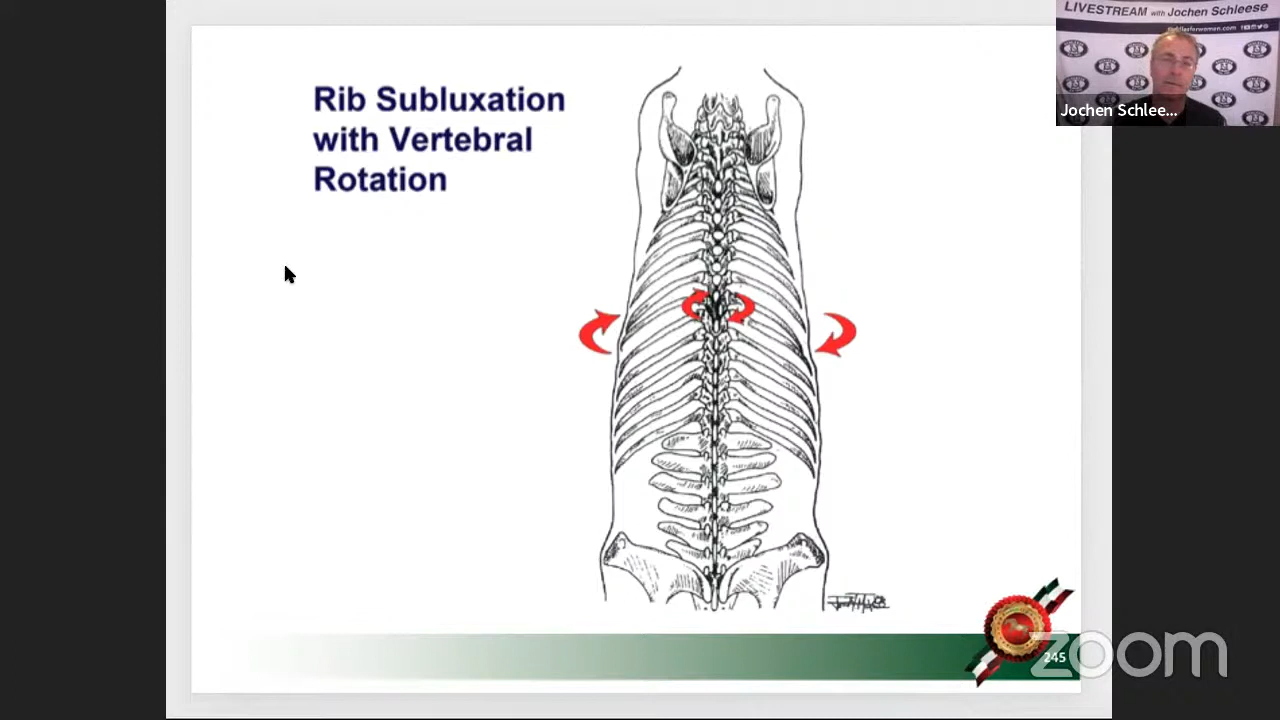 LIVESTREAM with Jochen Schleese
Jochen Schlee...
Rib Subluxation
with Vertebral
Rotation
245
zoom